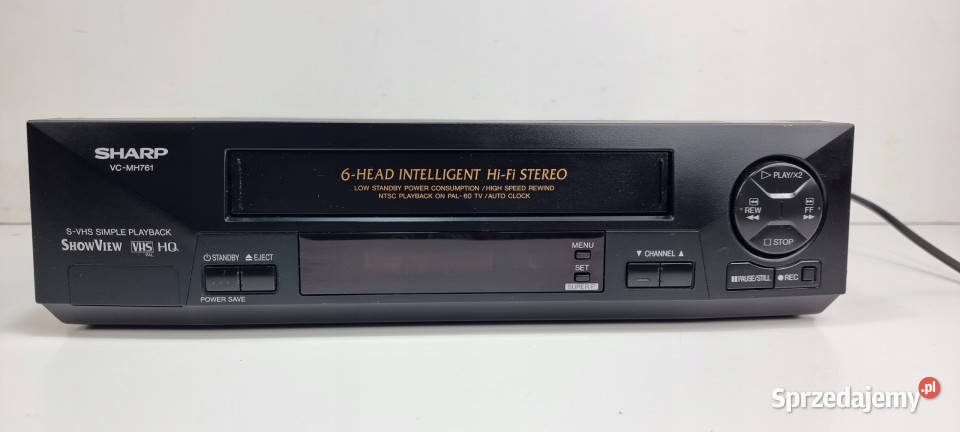 SHARP
VC-MH761
6-HEAD INTELLIGENT Hi-Fi STEREO
LOW STANDBY POWER CONSUMPTION / HIGH SPEED REWIND
NTSC PLAYBACK ON PAL-60 TV / AUTO CLOCK
S-VHS SIMPLE PLAYBACK
SHOWVIEW VHS HQ
PAL
STANDBY EJECT
POWER SAVE
MENU
SET
SUPER P.
CHANNEL
PLAY/X2
REW FF
STOP
PAUSE/STILL REC
Sprzedajemy.pl